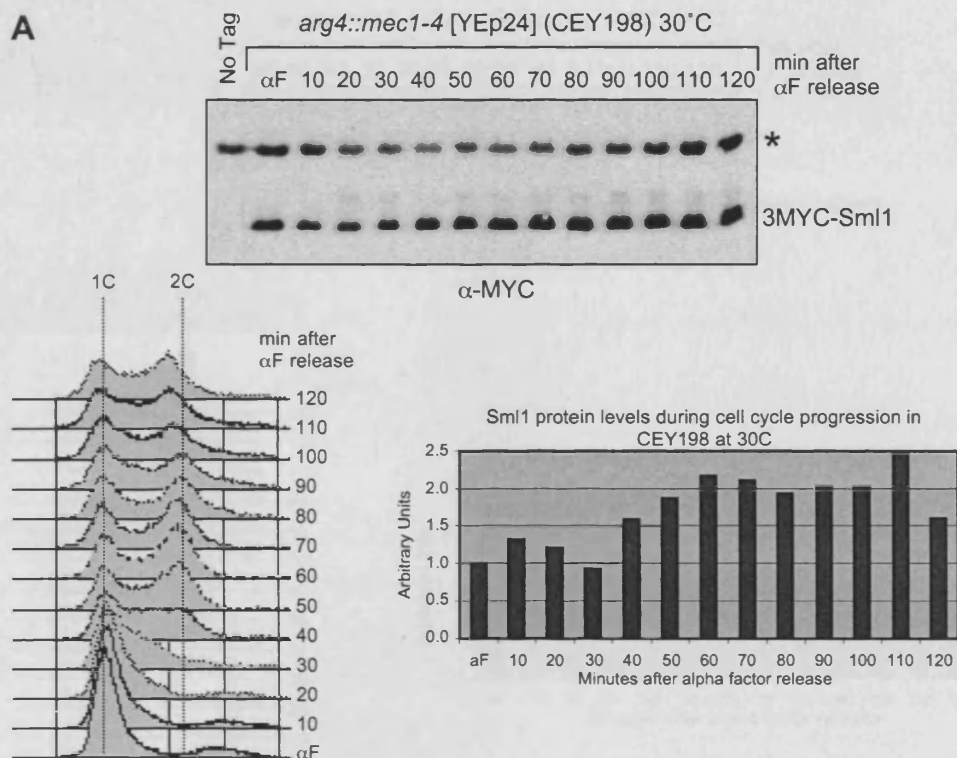 A
arg4::mec1-4 [YEp24] (CEY198) 30˚C
No Tag
αF 10 20 30 40 50 60 70 80 90 100 110 120
min after
αF release
*
3MYC-Sml1
α-MYC
1C 2C
min after
αF release
120
110
100
90
80
70
60
50
40
30
20
10
αF
Sml1 protein levels during cell cycle progression in
CEY198 at 30C
2.5
2.0
1.5
1.0
0.5
0.0
Arbitrary Units
aF 10 20 30 40 50 60 70 80 90 100 110 120
Minutes after alpha factor release